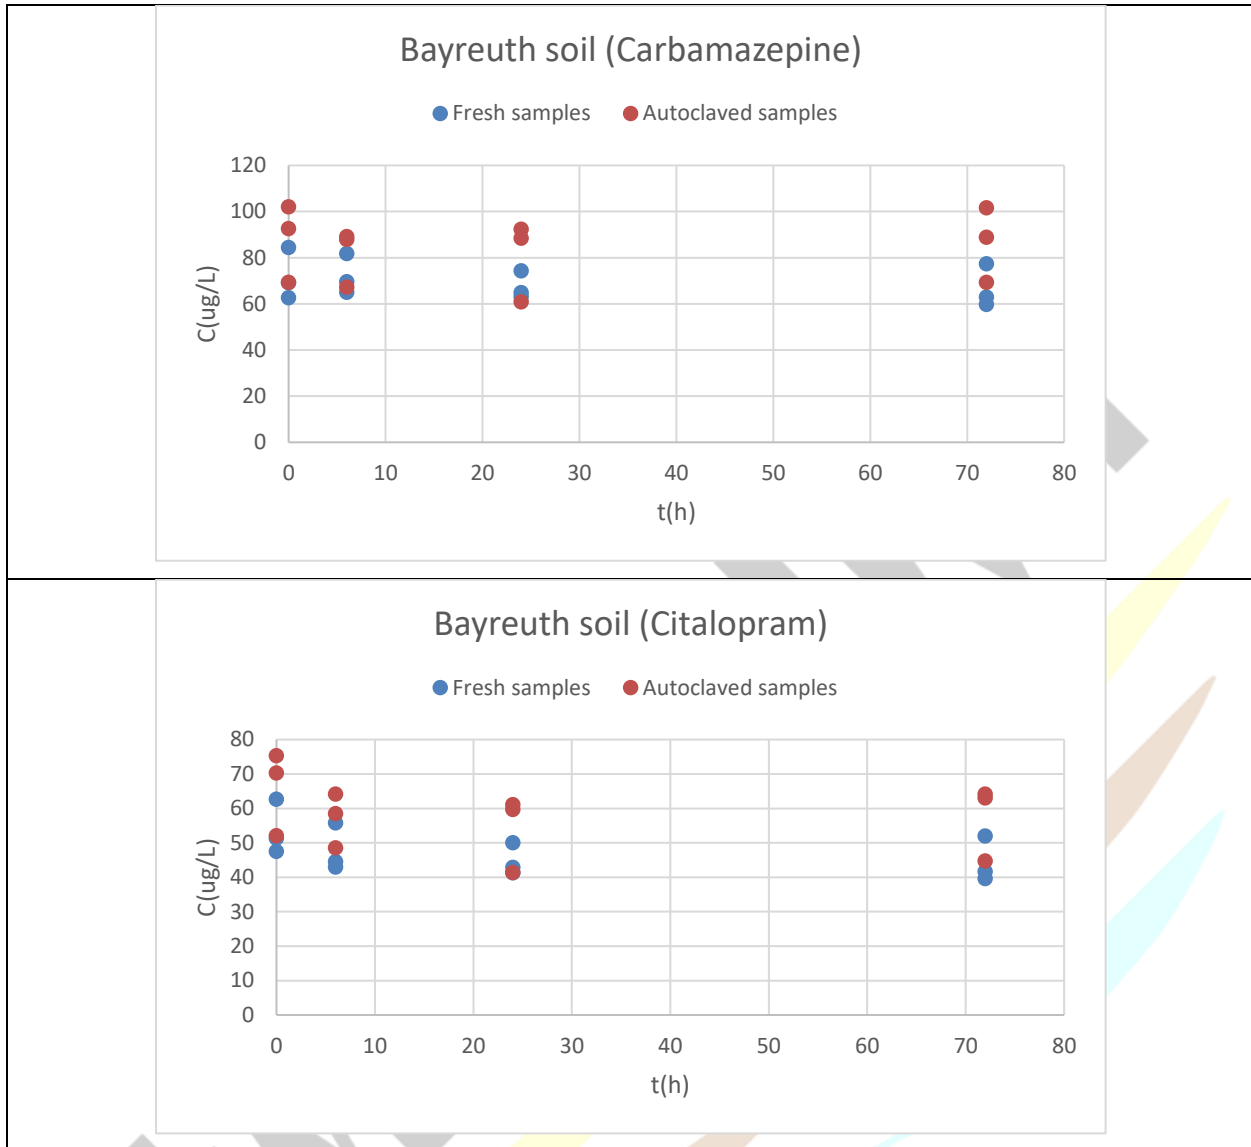 Bayreuth soil (Carbamazepine)
Fresh samples Autoclaved samples
120
100
80
60
40
20
0
C(ug/L)
0 10 20 30 40 50 60 70 80
t(h)
Bayreuth soil (Citalopram)
Fresh samples Autoclaved samples
80
70
60
50
40
30
20
10
0
C(ug/L)
0 10 20 30 40 50 60 70 80
t(h)